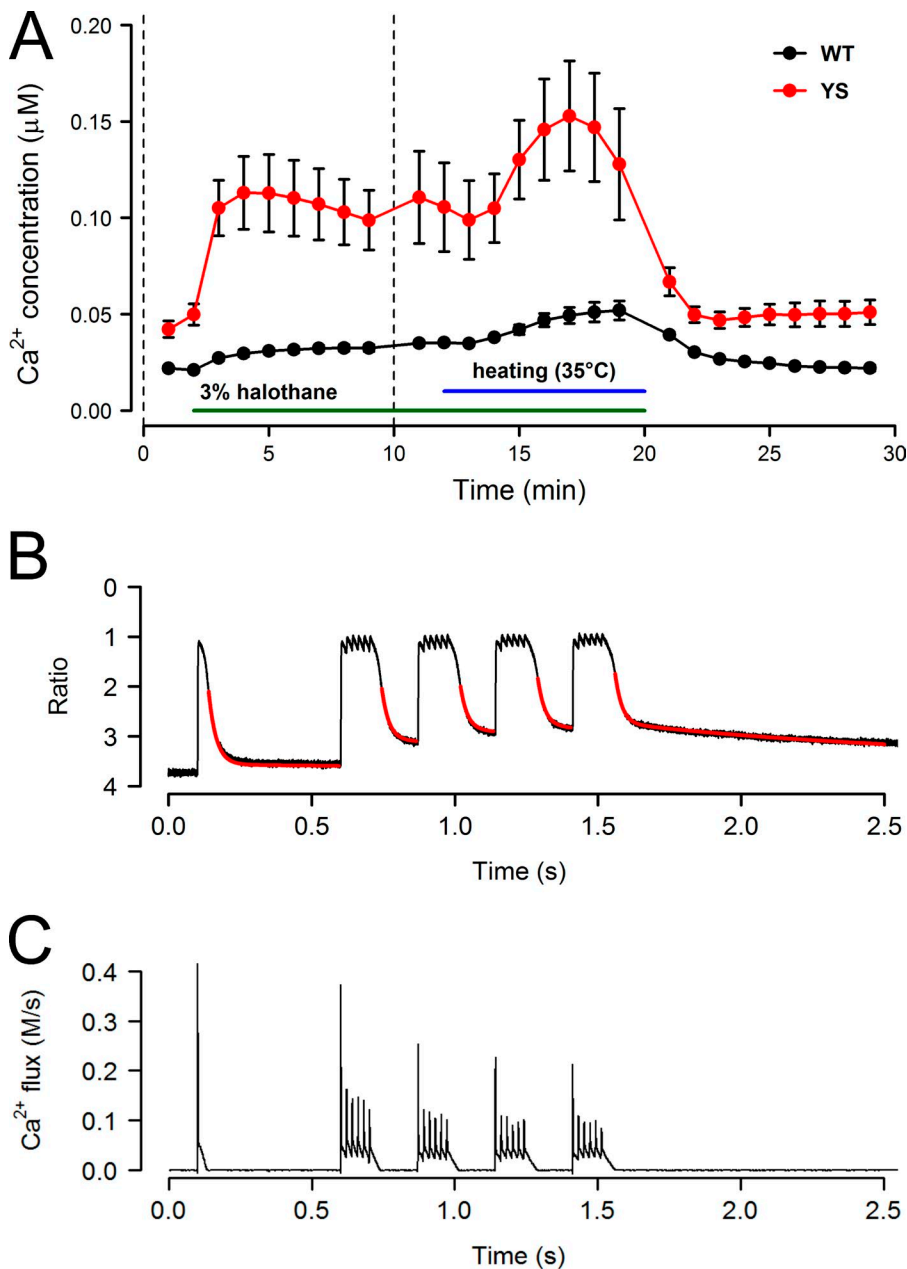 A
Ca2+ concentration (μM)
0.20
0.15
0.10
0.05
0.00
WT
YS
heating (35°C)
3% halothane
0 5 10 15 20 25 30
Time (min)
B
Ratio
0
1
2
3
4
0.0 0.5 1.0 1.5 2.0 2.5
Time (s)
C
Ca2+ flux (M/s)
0.4
0.3
0.2
0.1
0.0
0.0 0.5 1.0 1.5 2.0 2.5
Time (s)